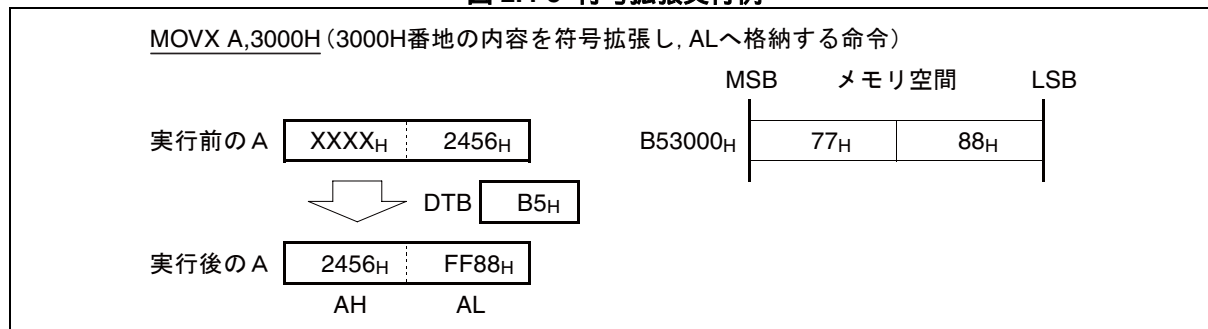 MOVX A,3000H(3000H番地の内容を符号拡張し, ALへ格納する命令)
MSB メモリ空間 LSB
実行前のA XXXXH 2456H B53000H 77H 88H
DTB B5H
実行後のA 2456H FF88H
AH AL